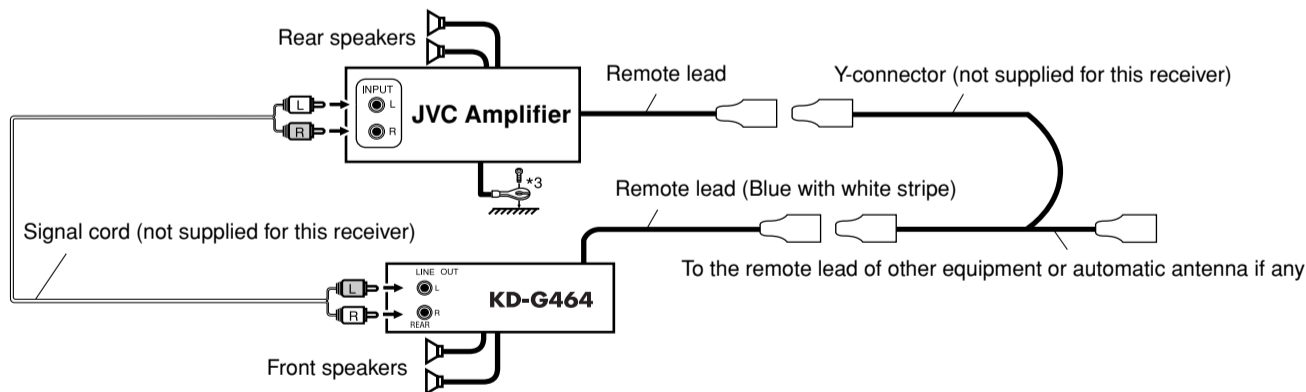 Rear speakers
Remote lead
Y-connector (not supplied for this receiver)
INPUT
L
L
JVC Amplifier
R
R
*3
Remote lead (Blue with white stripe)
Signal cord (not supplied for this receiver)
To the remote lead of other equipment or automatic antenna if any
LINE OUT
L
L
KD-G464
R
R
REAR
Front speakers